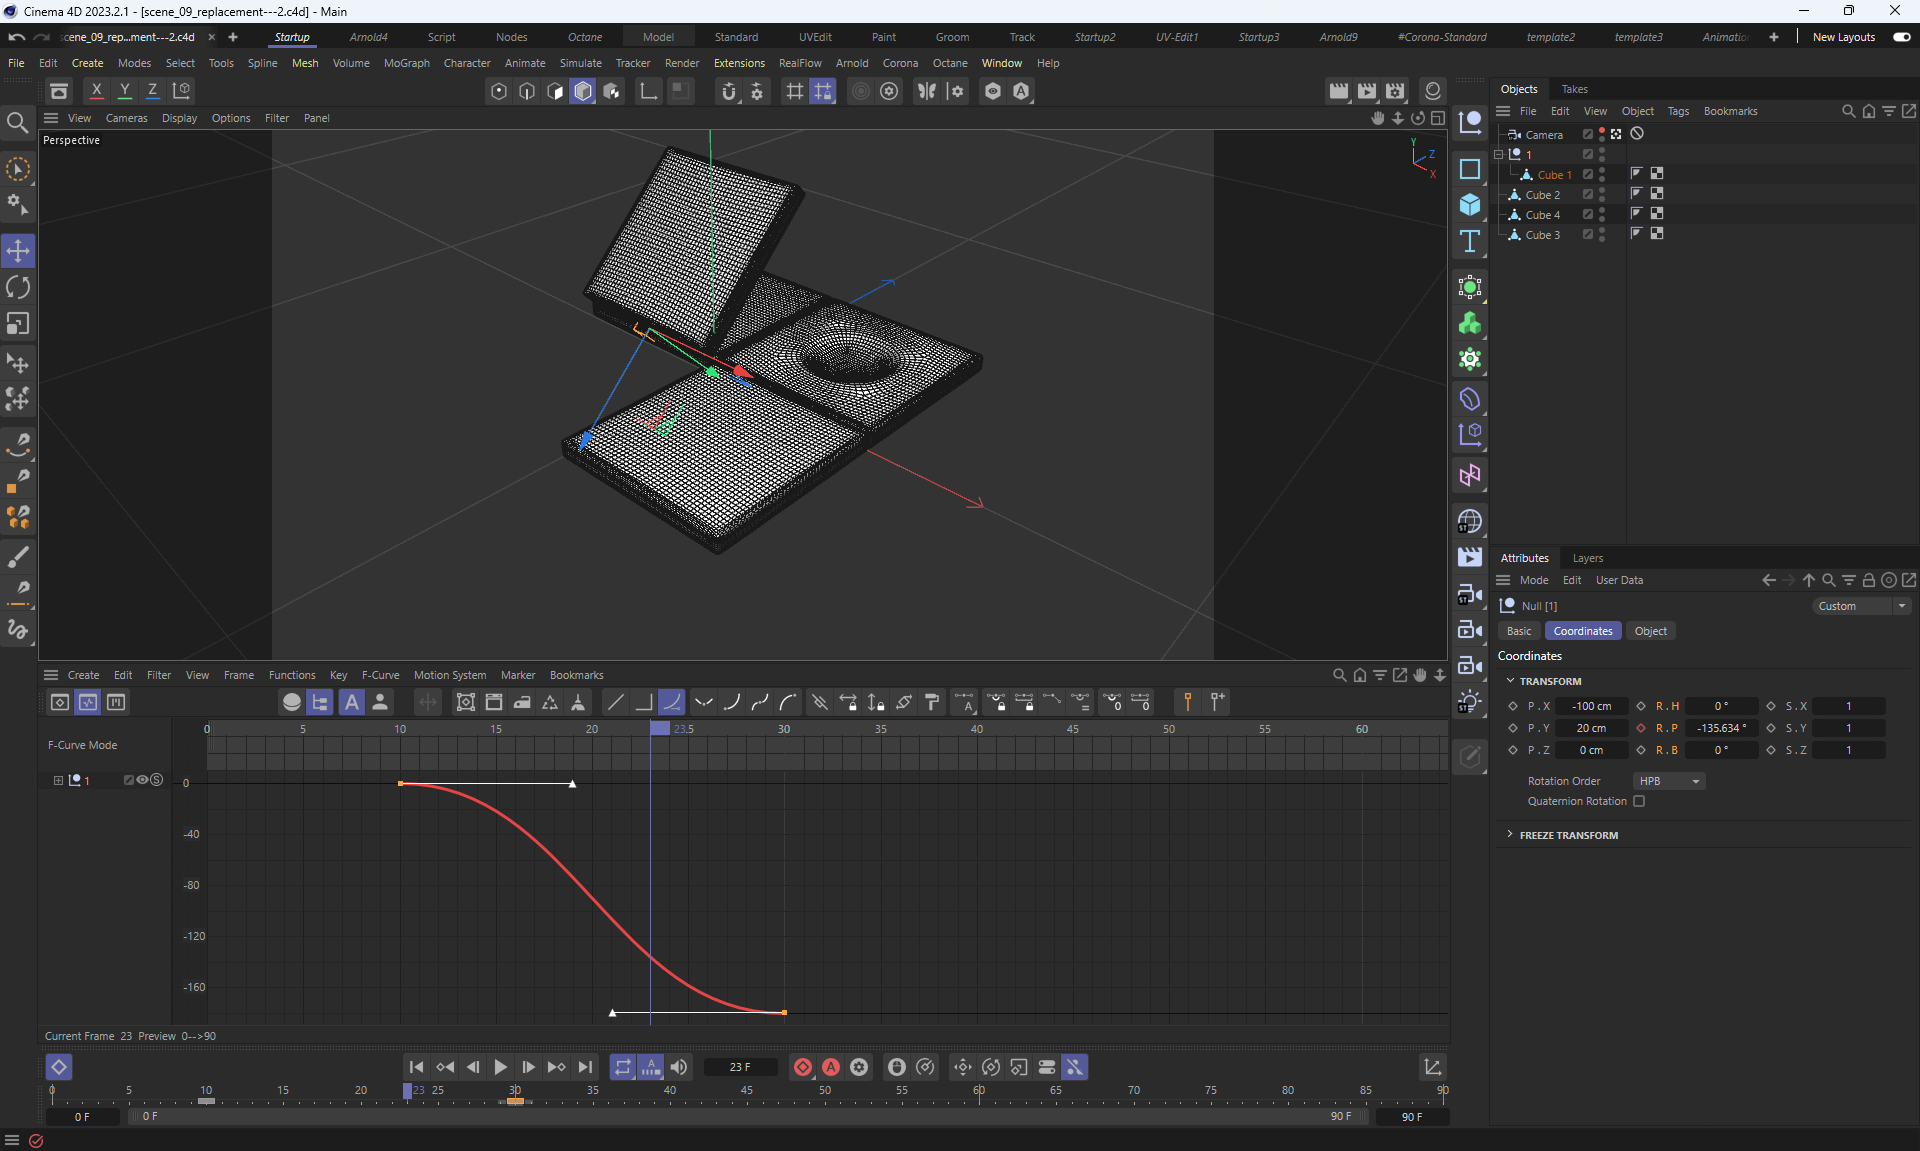 Cinema 4D 2023.2.1 - [scene_09_replacement---2.c4d] - Main
scene_09_rep...ment---2.c4d Startup Arnold4 Script Nodes Octane Model Standard UVEdit Paint Groom Track Startup2 UV-Edit1 Startup3 Arnold9 #Corona-Standard template2 template3 Animatio New Layouts
File Edit Create Modes Select Tools Spline Mesh Volume MoGraph Character Animate Simulate Tracker Render Extensions RealFlow Arnold Corona Octane Window Help
X Y Z
Objects Takes
View Cameras Display Options Filter Panel
File Edit View Object Tags Bookmarks
Perspective
Y
Z
X
Camera
1
Cube 1
Cube 2
Cube 4
Cube 3
Attributes Layers
Mode Edit User Data
Null [1] Custom
Basic Coordinates Object
Coordinates
TRANSFORM
P . X -100 cm R . H 0 ° S . X 1
P . Y 20 cm R . P -135.634 ° S . Y 1
P . Z 0 cm R . B 0 ° S . Z 1
Rotation Order HPB
Quaternion Rotation
FREEZE TRANSFORM
Create Edit Filter View Frame Functions Key F-Curve Motion System Marker Bookmarks
0 5 10 15 20 23.5 30 35 40 45 50 55 60
F-Curve Mode
1
0
-40
-80
-120
-160
Current Frame 23 Preview 0-->90
23 F
0 5 10 15 20 23 25 30 35 40 45 50 55 60 65 70 75 80 85 90
0 F 0 F 90 F 90 F